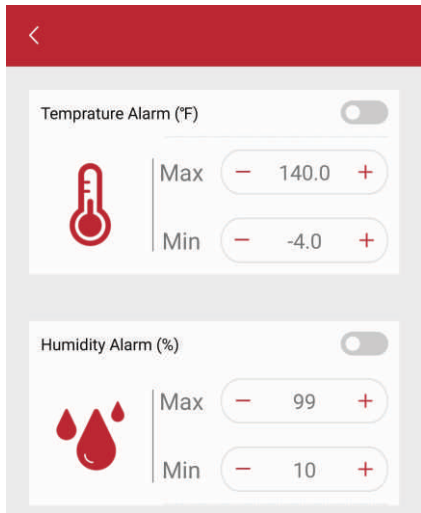 Temprature Alarm (℉)
Max − 140.0 +
Min − -4.0 +
Humidity Alarm (%)
Max − 99 +
Min − 10 +